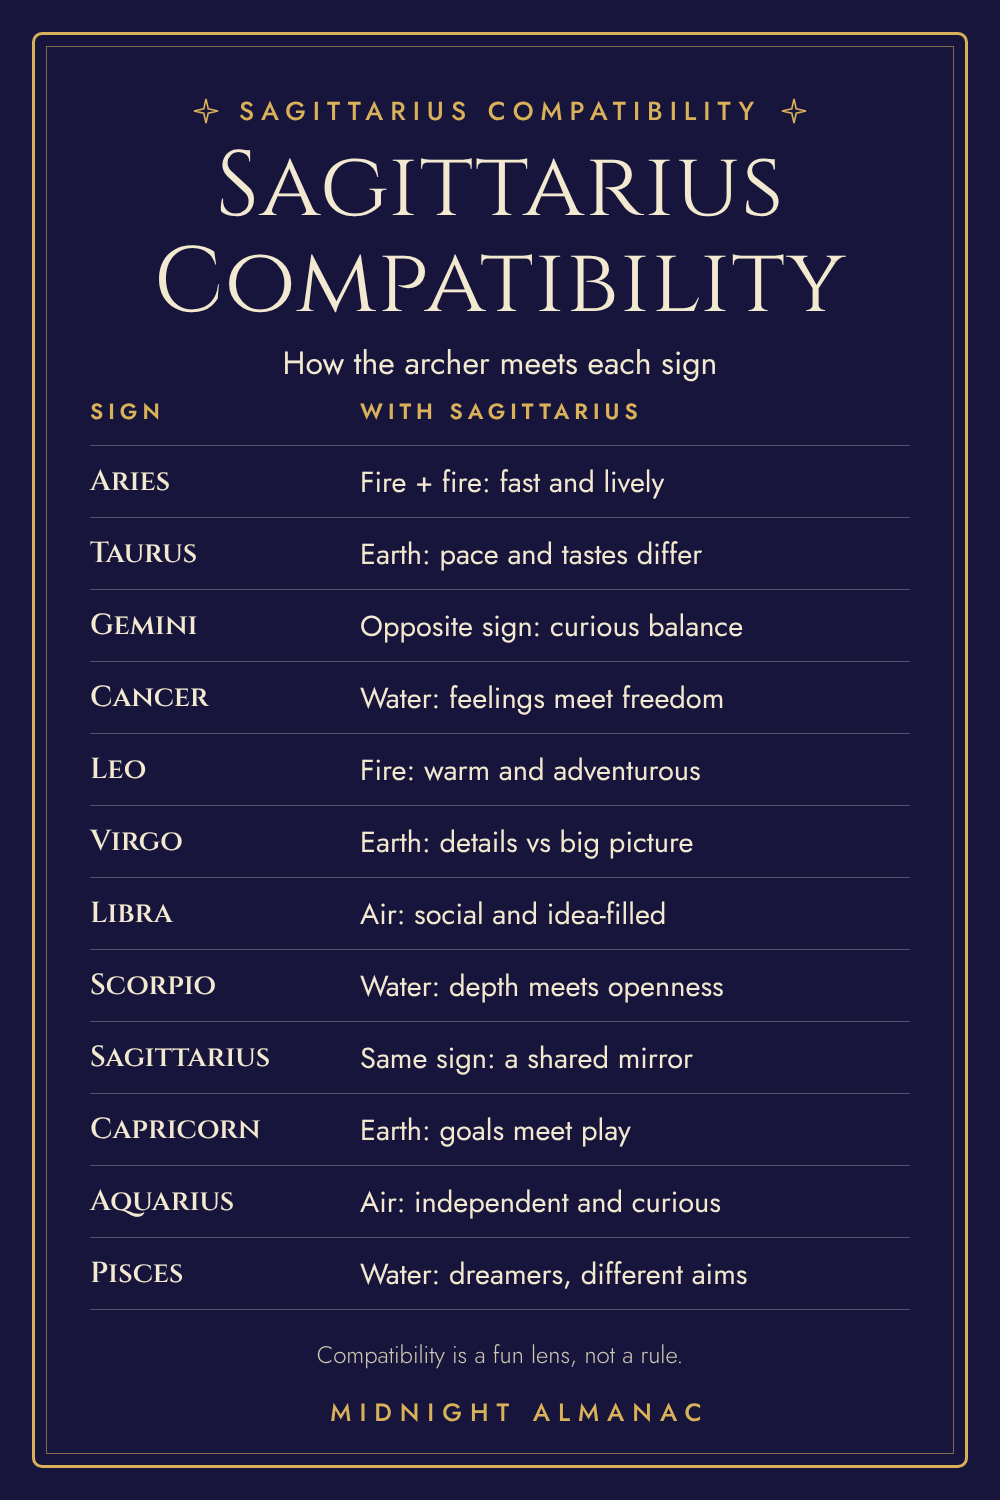 SAGITTARIUS COMPATIBILITY
Sagittarius
Compatibility
How the archer meets each sign
SIGN WITH SAGITTARIUS
Aries Fire + fire: fast and lively
Taurus Earth: pace and tastes differ
Gemini Opposite sign: curious balance
Cancer Water: feelings meet freedom
Leo Fire: warm and adventurous
Virgo Earth: details vs big picture
Libra Air: social and idea-filled
Scorpio Water: depth meets openness
Sagittarius Same sign: a shared mirror
Capricorn Earth: goals meet play
Aquarius Air: independent and curious
Pisces Water: dreamers, different aims
Compatibility is a fun lens, not a rule.
MIDNIGHT ALMANAC